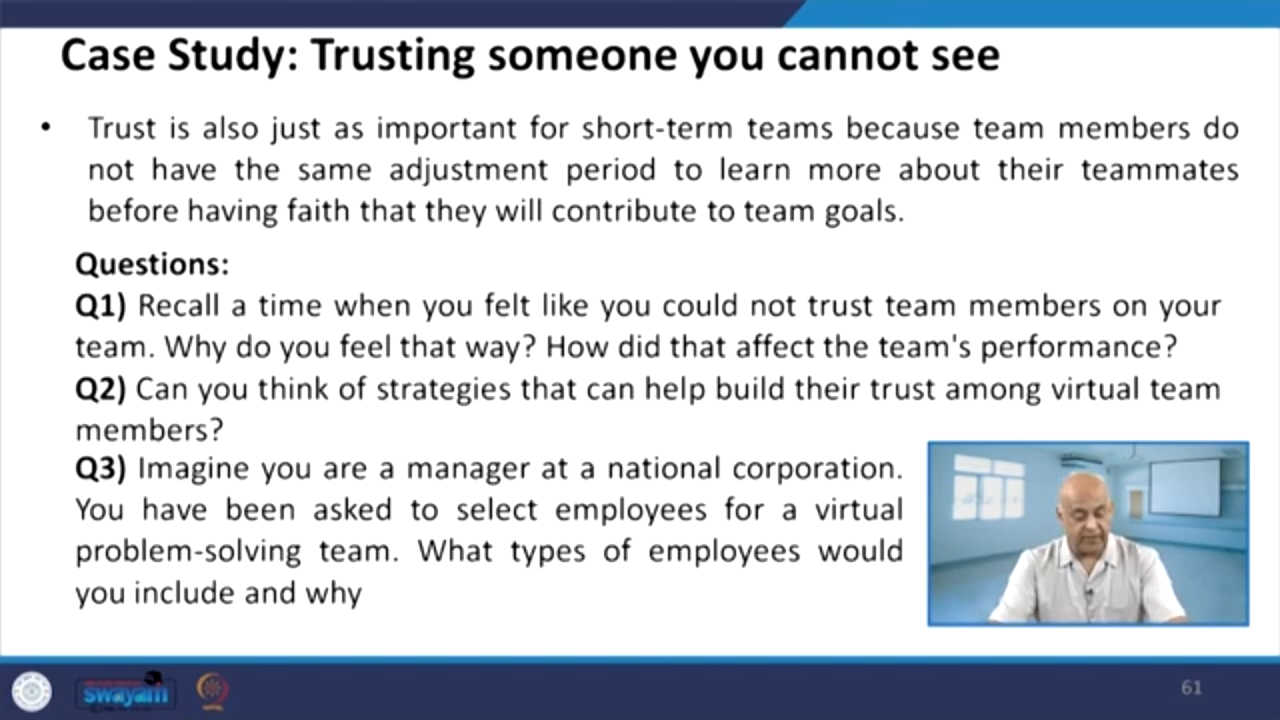 Case Study: Trusting someone you cannot see
• Trust is also just as important for short-term teams because team members do
not have the same adjustment period to learn more about their teammates
before having faith that they will contribute to team goals.
Questions:
Q1) Recall a time when you felt like you could not trust team members on your
team. Why do you feel that way? How did that affect the team's performance?
Q2) Can you think of strategies that can help build their trust among virtual team
members?
Q3) Imagine you are a manager at a national corporation.
You have been asked to select employees for a virtual
problem-solving team. What types of employees would
you include and why
swayam
61